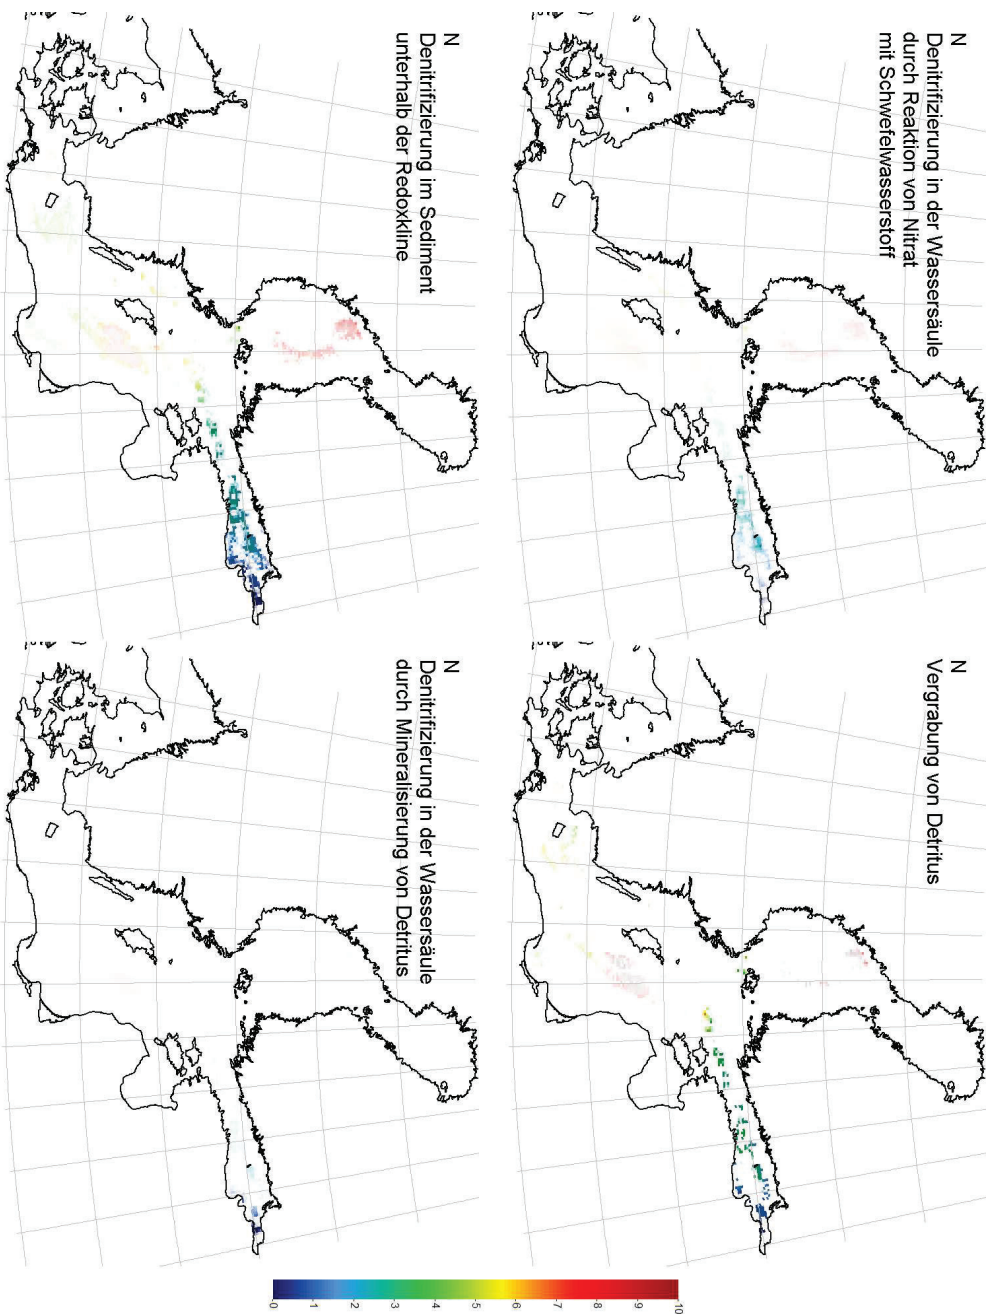 N
Denitrifizierung in der Wassersäule
durch Reaktion von Nitrat
mit Schwefelwasserstoff
N
Vergrabung von Detritus
N
Denitrifizierung im Sediment
unterhalb der Redoxkline
N
Denitrifizierung in der Wassersäule
durch Mineralisierung von Detritus
10
9
8
7
6
5
4
3
2
1
0